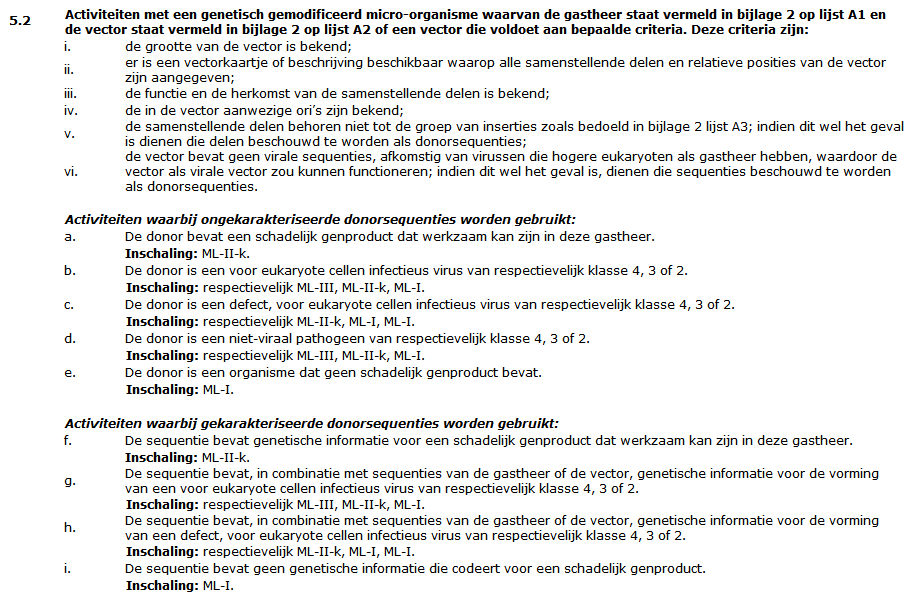 5.2 Activiteiten met een genetisch gemodificeerd micro-organisme waarvan de gastheer staat vermeld in bijlage 2 op lijst A1 en
de vector staat vermeld in bijlage 2 op lijst A2 of een vector die voldoet aan bepaalde criteria. Deze criteria zijn:
i. de grootte van de vector is bekend;
ii. er is een vectorkaartje of beschrijving beschikbaar waarop alle samenstellende delen en relatieve posities van de vector
zijn aangegeven;
iii. de functie en de herkomst van de samenstellende delen is bekend;
iv. de in de vector aanwezige ori's zijn bekend;
v. de samenstellende delen behoren niet tot de groep van inserties zoals bedoeld in bijlage 2 lijst A3; indien dit wel het geval
is dienen die delen beschouwd te worden als donorsequenties;
vi. de vector bevat geen virale sequenties, afkomstig van virussen die hogere eukaryoten als gastheer hebben, waardoor de
vector als virale vector zou kunnen functioneren; indien dit wel het geval is, dienen die sequenties beschouwd te worden
als donorsequenties.
Activiteiten waarbij ongekarakteriseerde donorsequenties worden gebruikt:
a. De donor bevat een schadelijk genproduct dat werkzaam kan zijn in deze gastheer.
Inschaling: ML-II-k.
b. De donor is een voor eukaryote cellen infectieus virus van respectievelijk klasse 4, 3 of 2.
Inschaling: respectievelijk ML-III, ML-II-k, ML-I.
c. De donor is een defect, voor eukaryote cellen infectieus virus van respectievelijk klasse 4, 3 of 2.
Inschaling: respectievelijk ML-II-k, ML-I, ML-I.
d. De donor is een niet-viraal pathogeen van respectievelijk klasse 4, 3 of 2.
Inschaling: respectievelijk ML-III, ML-II-k, ML-I.
e. De donor is een organisme dat geen schadelijk genproduct bevat.
Inschaling: ML-I.
Activiteiten waarbij gekarakteriseerde donorsequenties worden gebruikt:
f. De sequentie bevat genetische informatie voor een schadelijk genproduct dat werkzaam kan zijn in deze gastheer.
Inschaling: ML-II-k.
g. De sequentie bevat, in combinatie met sequenties van de gastheer of de vector, genetische informatie voor de vorming
van een voor eukaryote cellen infectieus virus van respectievelijk klasse 4, 3 of 2.
Inschaling: respectievelijk ML-III, ML-II-k, ML-I.
h. De sequentie bevat, in combinatie met sequenties van de gastheer of de vector, genetische informatie voor de vorming
van een defect, voor eukaryote cellen infectieus virus van respectievelijk klasse 4, 3 of 2.
Inschaling: respectievelijk ML-II-k, ML-I, ML-I.
i. De sequentie bevat geen genetische informatie die codeert voor een schadelijk genproduct.
Inschaling: ML-I.